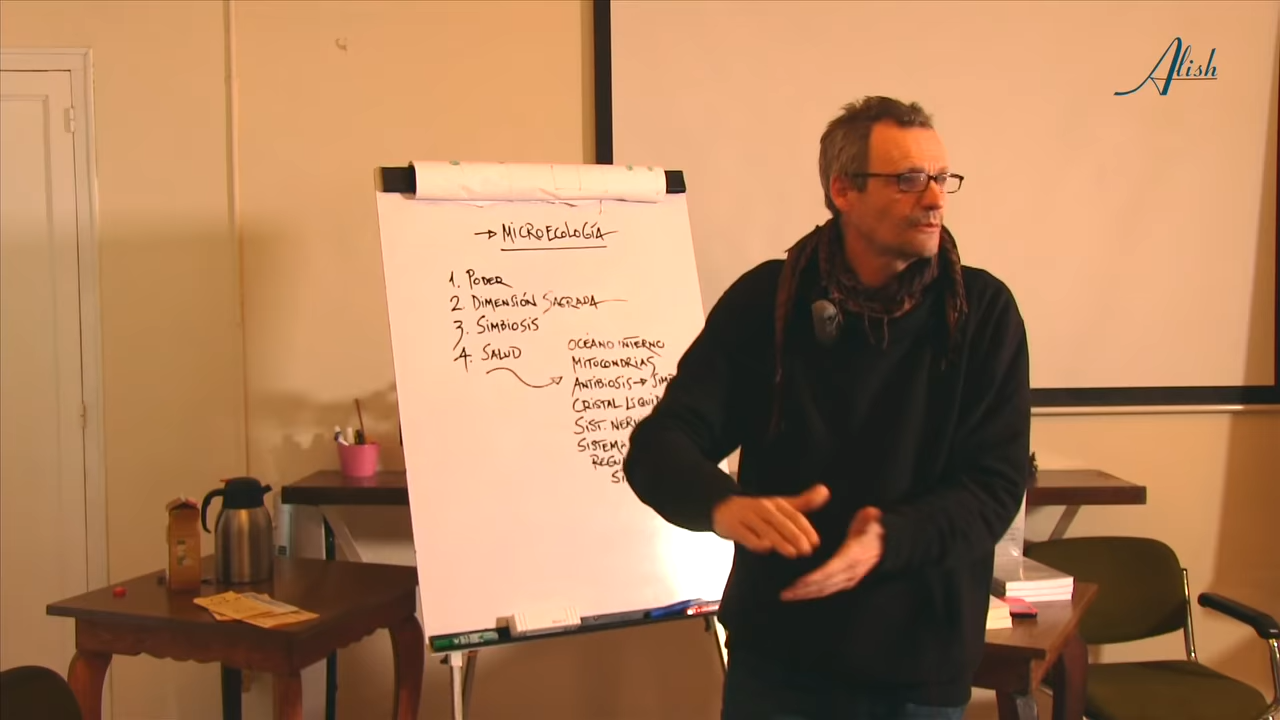 Alish
→ MICROECOLOGÍA
1. PODER
2. DIMENSIÓN SAGRADA
3. SIMBIOSIS
4. SALUD
OCÉANO INTERNO
MITOCONDRIAS
ANTIBIOSIS →
CRISTAL
SIST.
SISTEMA